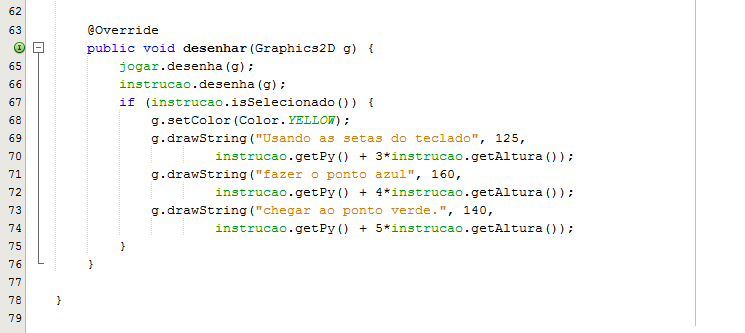 62
63 @Override
public void desenhar(Graphics2D g) {
65 jogar.desenha(g);
66 instrucao.desenha(g);
67 if (instrucao.isSelecionado()) {
68 g.setColor(Color.YELLOW);
69 g.drawString("Usando as setas do teclado", 125,
70 instrucao.getPy() + 3*instrucao.getAltura());
71 g.drawString("fazer o ponto azul", 160,
72 instrucao.getPy() + 4*instrucao.getAltura());
73 g.drawString("chegar ao ponto verde.", 140,
74 instrucao.getPy() + 5*instrucao.getAltura());
75 }
76 }
77
78 }
79